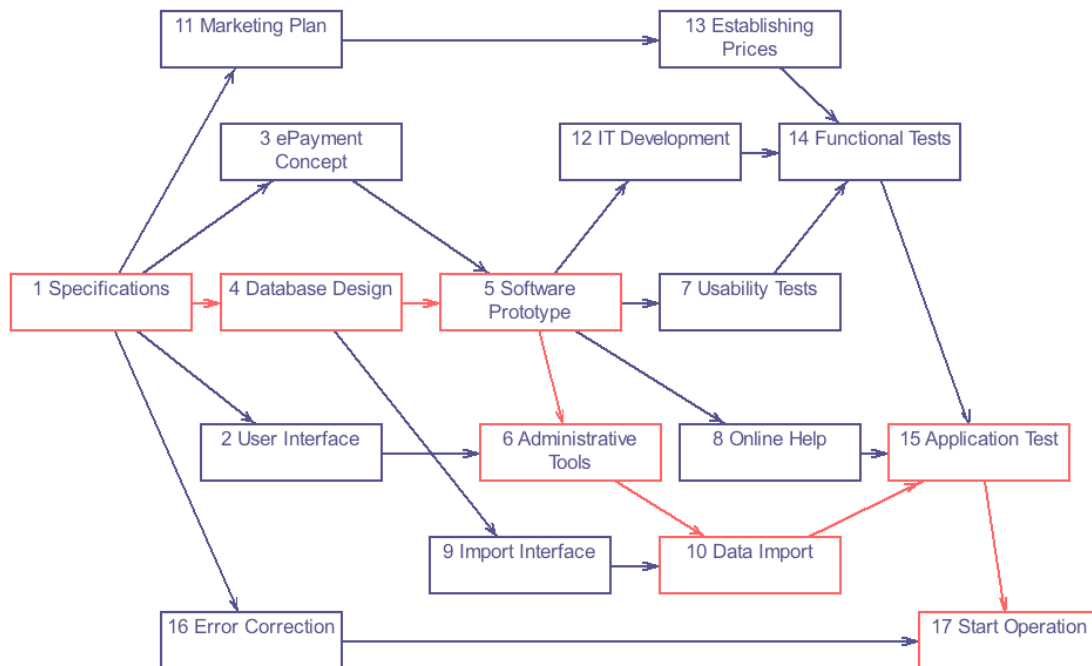 11 Marketing Plan
13 Establishing
Prices
3 ePayment
Concept
12 IT Development
14 Functional Tests
1 Specifications
4 Database Design
5 Software
Prototype
7 Usability Tests
2 User Interface
6 Administrative
Tools
8 Online Help
15 Application Test
9 Import Interface
10 Data Import
16 Error Correction
17 Start Operation